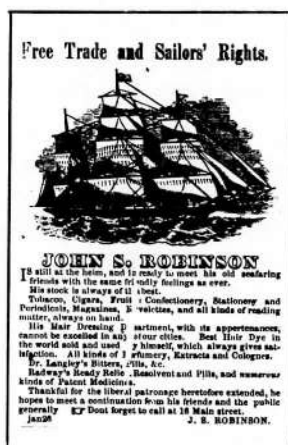 Free Trade and Sailors' Rights.
JOHN S. ROBINSON
IS still at the helm, and is ready to meet his old seafaring
friends with the same friendly feelings as ever.
His stock is always of the best.
Tobacco, Cigars, Fruit Confectionery, Stationery and
Periodicals, Magazines, Novelettes, and all kinds of reading
matter, always on hand.
His Hair Dressing Department, with its appertenances,
cannot be excelled in any of our cities. Best Hair Dye in
the world sold and used by himself, which always gives sat-
isfaction. All kinds of Perfumery, Extracts and Colognes.
Dr. Langley's Bitters, Pills, &c.
Radway's Ready Relief, Resolvent and Pills, and numerous
kinds of Patent Medicines.
Thankful for the liberal patronage heretofore extended, he
hopes to meet a continuation from his friends and the public
generally ☞ Dont forget to call at 16 Main street.
jan26 J. S. ROBINSON.